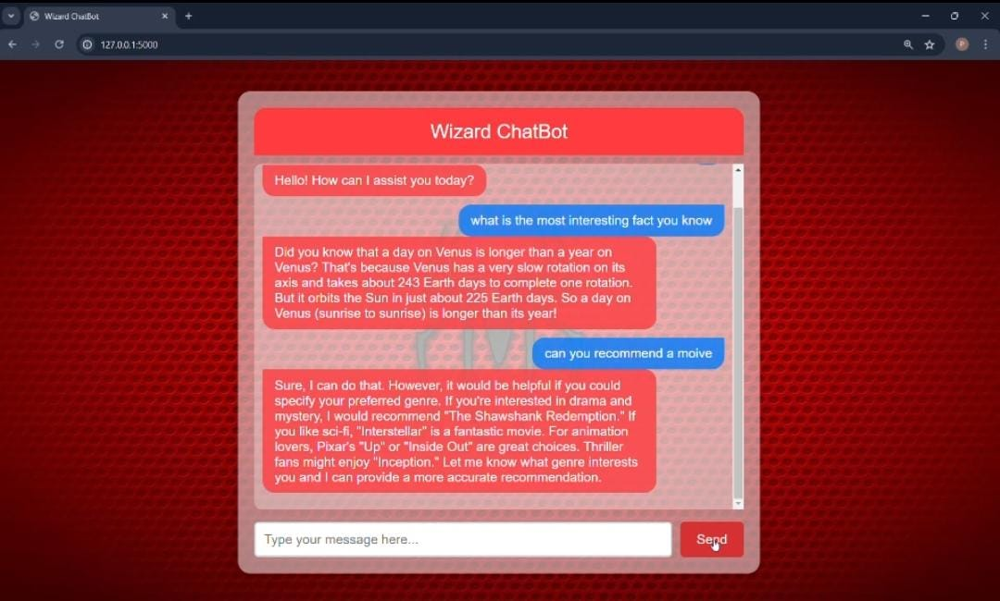 Wizard ChatBot
127.0.0.1:5000
P
Wizard ChatBot
Hello! How can I assist you today?
what is the most interesting fact you know
Did you know that a day on Venus is longer than a year on
Venus? That's because Venus has a very slow rotation on its
axis and takes about 243 Earth days to complete one rotation.
But it orbits the Sun in just about 225 Earth days. So a day on
Venus (sunrise to sunrise) is longer than its year!
can you recommend a moive
Sure, I can do that. However, it would be helpful if you could
specify your preferred genre. If you're interested in drama and
mystery, I would recommend "The Shawshank Redemption." If
you like sci-fi, "Interstellar" is a fantastic movie. For animation
lovers, Pixar's "Up" or "Inside Out" are great choices. Thriller
fans might enjoy "Inception." Let me know what genre interests
you and I can provide a more accurate recommendation.
Type your message here...
Send